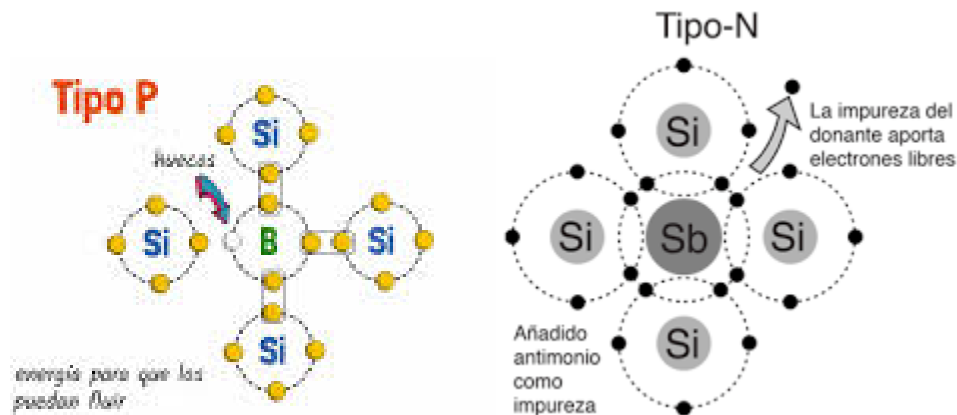 Tipo P
Si
huecos
Si
B
Si
Si
energía para que los
puedan fluir
Tipo-N
La impureza del
donante aporta
electrones libres
Si
Si
Sb
Si
Si
Añadido
antimonio
como
impureza